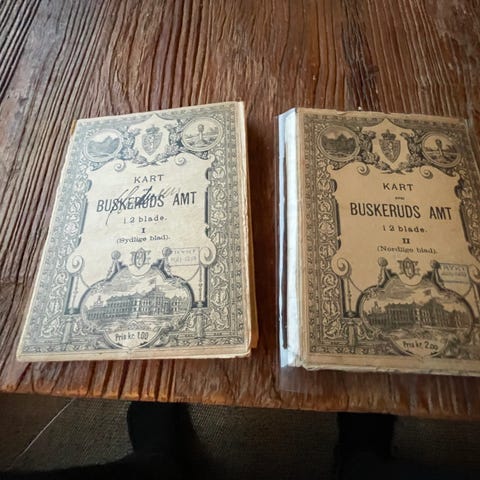 KART
BUSKERUDS AMT
i 2 blade.
I
(Sydlige blad).
Pris kr. 1.00
KART
over
BUSKERUDS AMT
i 2 blade.
II
(Nordlige blad).
Pris kr. 2.00